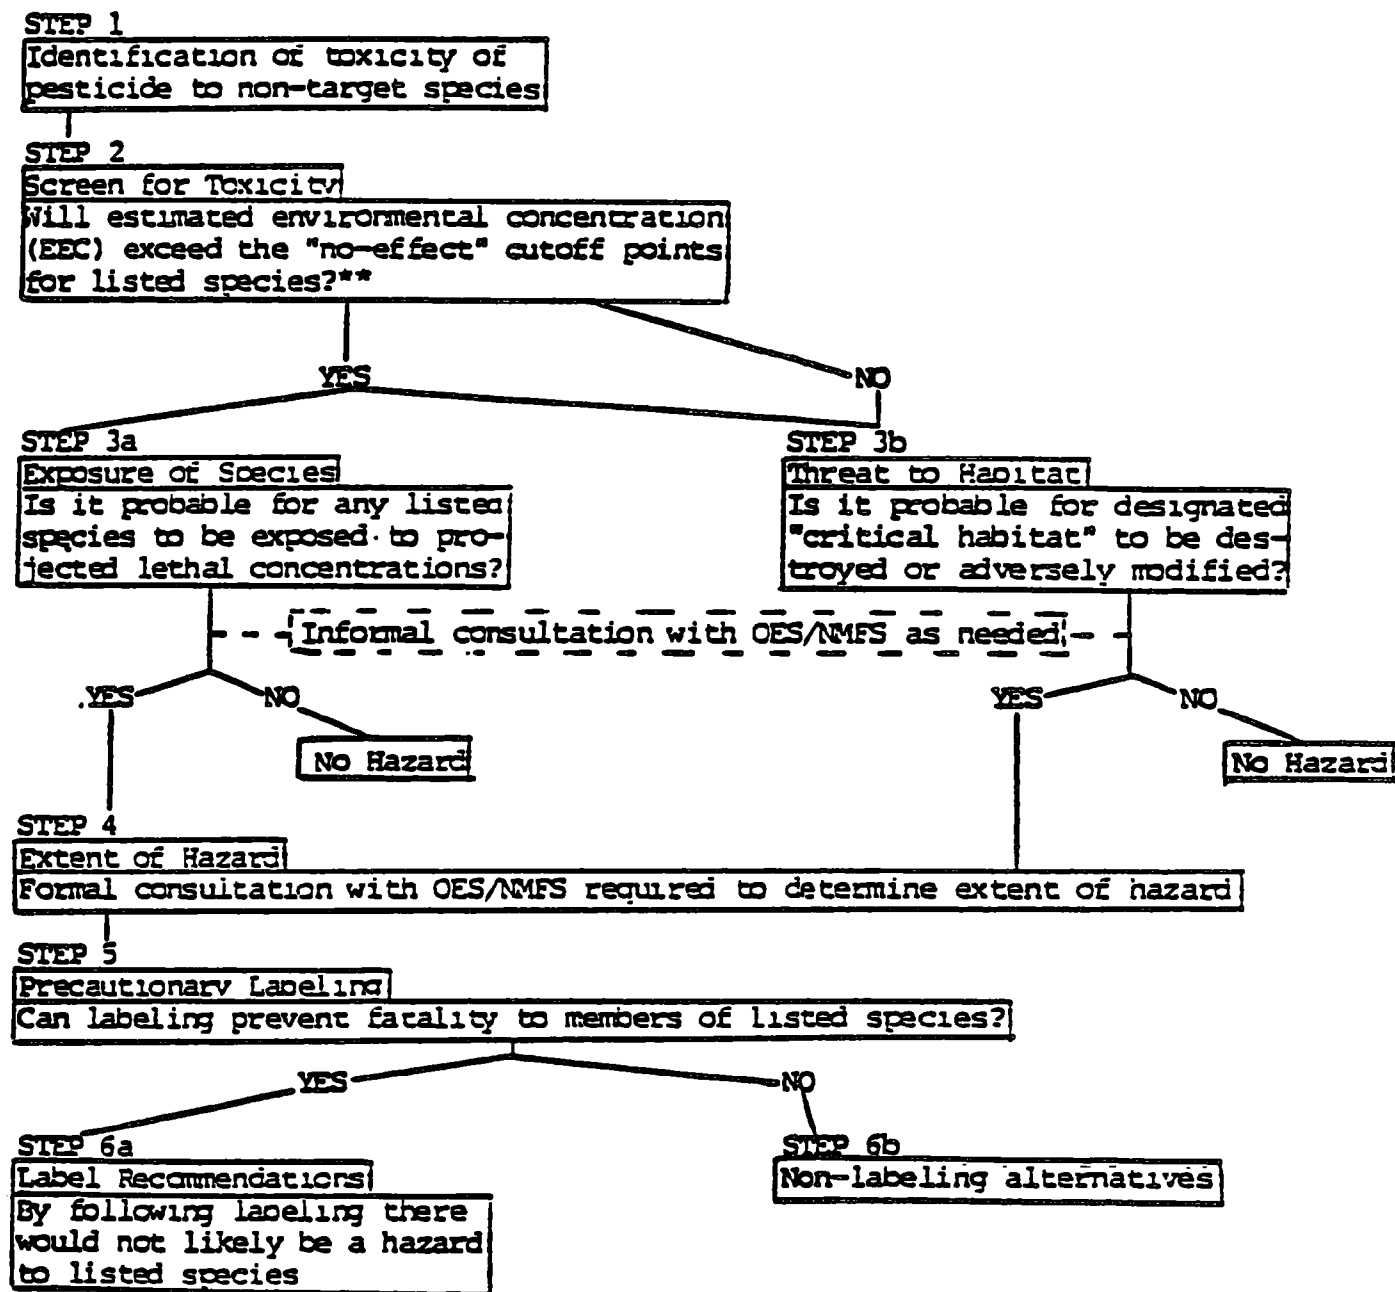 STEP 1
Identification of toxicity of
pesticide to non-target species
STEP 2
Screen for Toxicity
Will estimated environmental concentration
(EEC) exceed the "no-effect" cutoff points
for listed species?**
YES
NO
STEP 3a
Exposure of Species
Is it probable for any listed
species to be exposed to pro-
jected lethal concentrations?
STEP 3b
Threat to Habitat
Is it probable for designated
"critical habitat" to be des-
troyed or adversely modified?
Informal consultation with OES/NMFS as needed
YES
NO
No Hazard
YES
NO
No Hazard
STEP 4
Extent of Hazard
Formal consultation with OES/NMFS required to determine extent of hazard
STEP 5
Precautionary Labeling
Can labeling prevent fatality to members of listed species?
YES
NO
STEP 6a
Label Recommendations
By following labeling there
would not likely be a hazard
to listed species
STEP 6b
Non-labeling alternatives